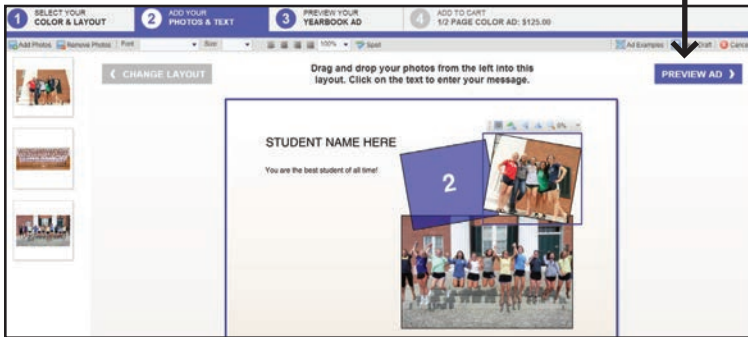 1 SELECT YOUR
COLOR & LAYOUT
2 ADD YOUR
PHOTOS & TEXT
3 PREVIEW YOUR
YEARBOOK AD
4 ADD TO CART
1/2 PAGE COLOR AD: $125.00
Add Photos Remove Photos Font Size 100% Spell Ad Examples Draft Cancel
CHANGE LAYOUT
Drag and drop your photos from the left into this
layout. Click on the text to enter your message.
PREVIEW AD
STUDENT NAME HERE
You are the best student of all time!
0%
2